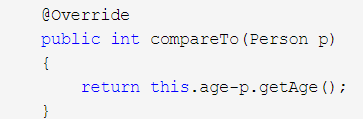 @Override
public int compareTo(Person p)
{
    return this.age-p.getAge();
}